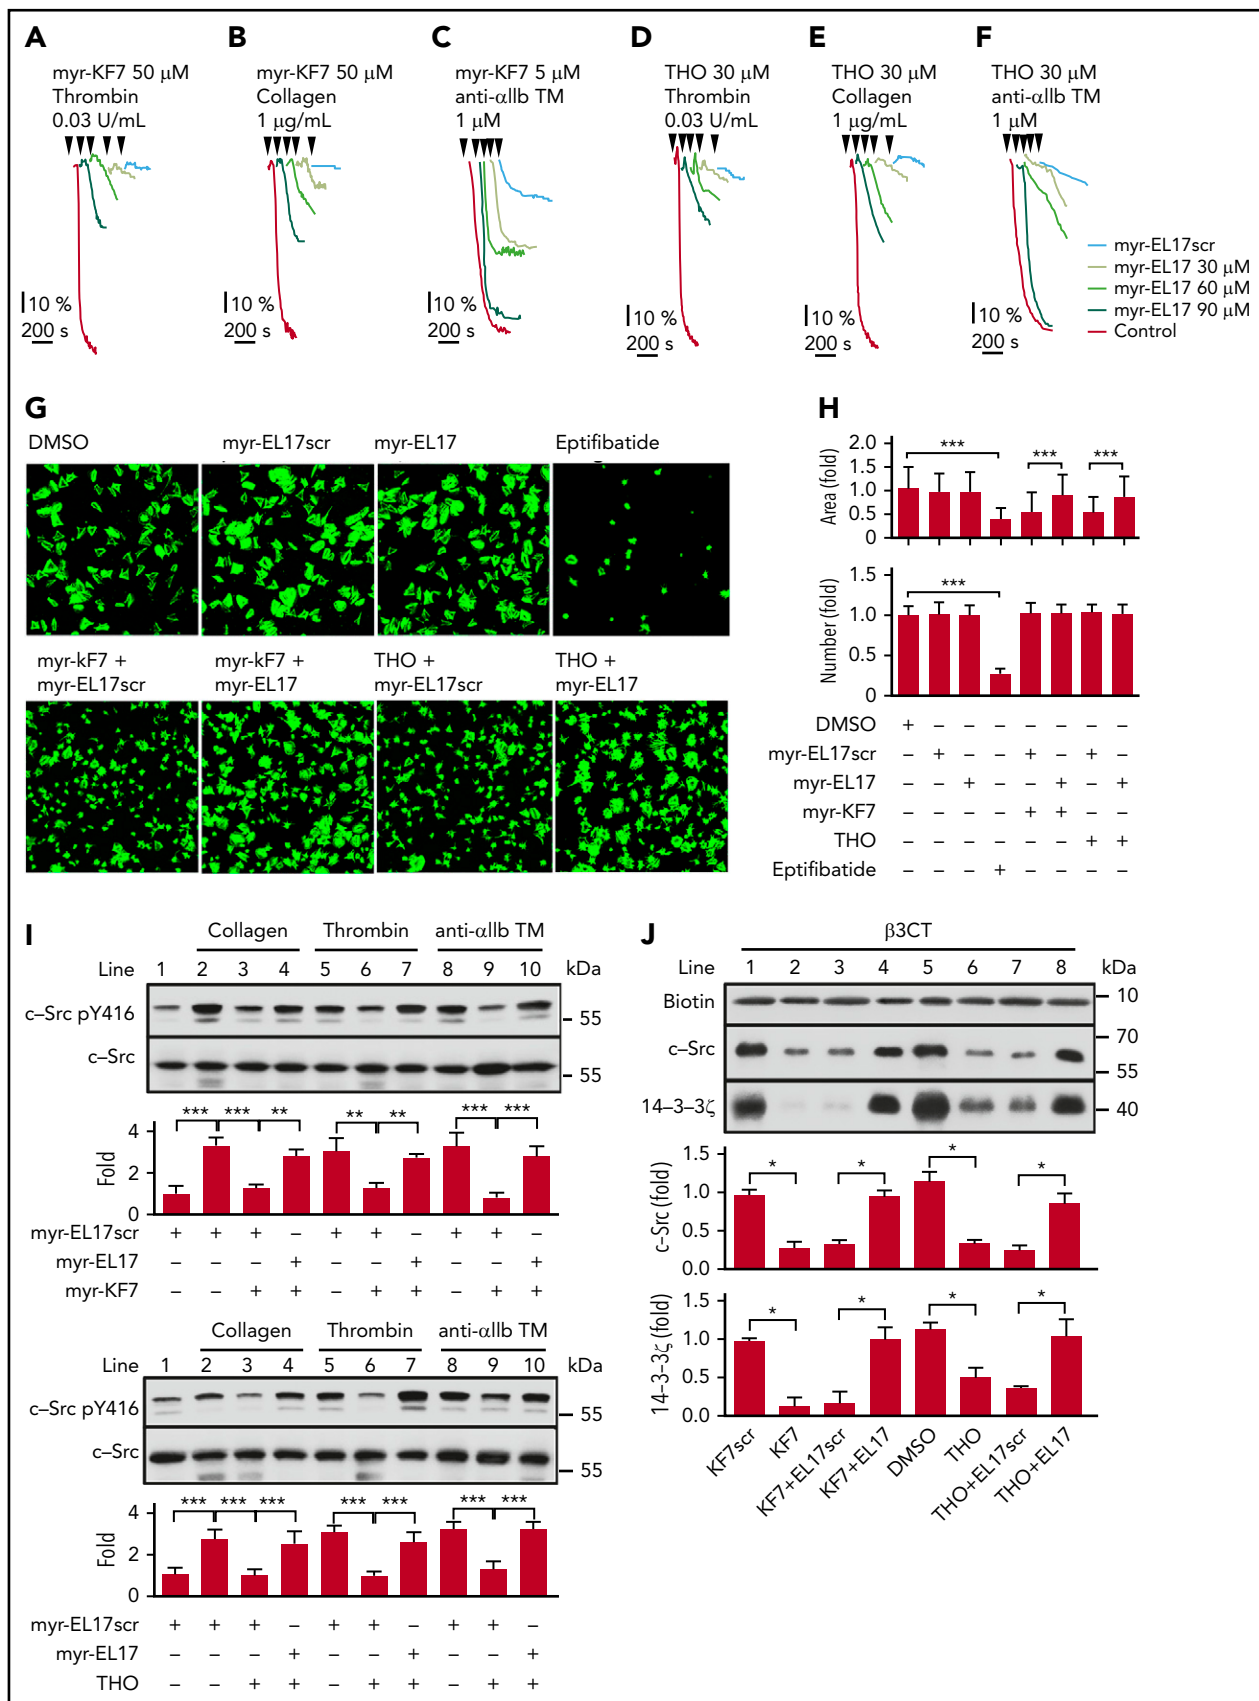 A
B
C
D
E
F
myr-KF7 50 μM
Thrombin
0.03 U/mL
myr-KF7 50 μM
Collagen
1 μg/mL
myr-KF7 5 μM
anti-αllb TM
1 μM
THO 30 μM
Thrombin
0.03 U/mL
THO 30 μM
Collagen
1 μg/mL
THO 30 μM
anti-αllb TM
1 μM
10 %
200 s
10 %
200 s
10 %
200 s
10 %
200 s
10 %
200 s
10 %
200 s
myr-EL17scr
myr-EL17 30 μM
myr-EL17 60 μM
myr-EL17 90 μM
Control
G
DMSO
myr-EL17scr
myr-EL17
Eptifibatide
myr-kF7 +
myr-EL17scr
myr-kF7 +
myr-EL17
THO +
myr-EL17scr
THO +
myr-EL17
H
Area (fold)
2.0
1.5
1.0
0.5
0
*** *** ***
Number (fold)
1.0
0.5
0
***
DMSO + – – – – – – –
myr-EL17scr – + – – + – + –
myr-EL17 – – + – – + – +
myr-KF7 – – – – + + – –
THO – – – – – – + +
Eptifibatide – – – + – – – –
I
Collagen Thrombin anti-αllb TM
Line 1 2 3 4 5 6 7 8 9 10 kDa
c–Src pY416
55
c–Src
55
Fold
4
2
0
*** *** ** ** ** *** ***
myr-EL17scr + + + – + + – + + –
myr-EL17 – – – + – – + – – +
myr-KF7 – – + + – + + – + +
Collagen Thrombin anti-αllb TM
Line 1 2 3 4 5 6 7 8 9 10 kDa
c–Src pY416
55
c–Src
55
Fold
4
2
0
*** *** *** *** *** *** ***
myr-EL17scr + + + – + + – + + –
myr-EL17 – – – + – – + – – +
THO – – + + – + + – + +
J
β3CT
Line 1 2 3 4 5 6 7 8 kDa
Biotin
10
c–Src
70
55
14–3–3ζ
40
c–Src (fold)
1.5
1.0
0.5
0.0
* * * *
14–3–3ζ (fold)
1.5
1.0
0.5
0.0
* * * *
KF7scr
KF7
KF7+EL17scr
KF7+EL17
DMSO
THO
THO+EL17scr
THO+EL17